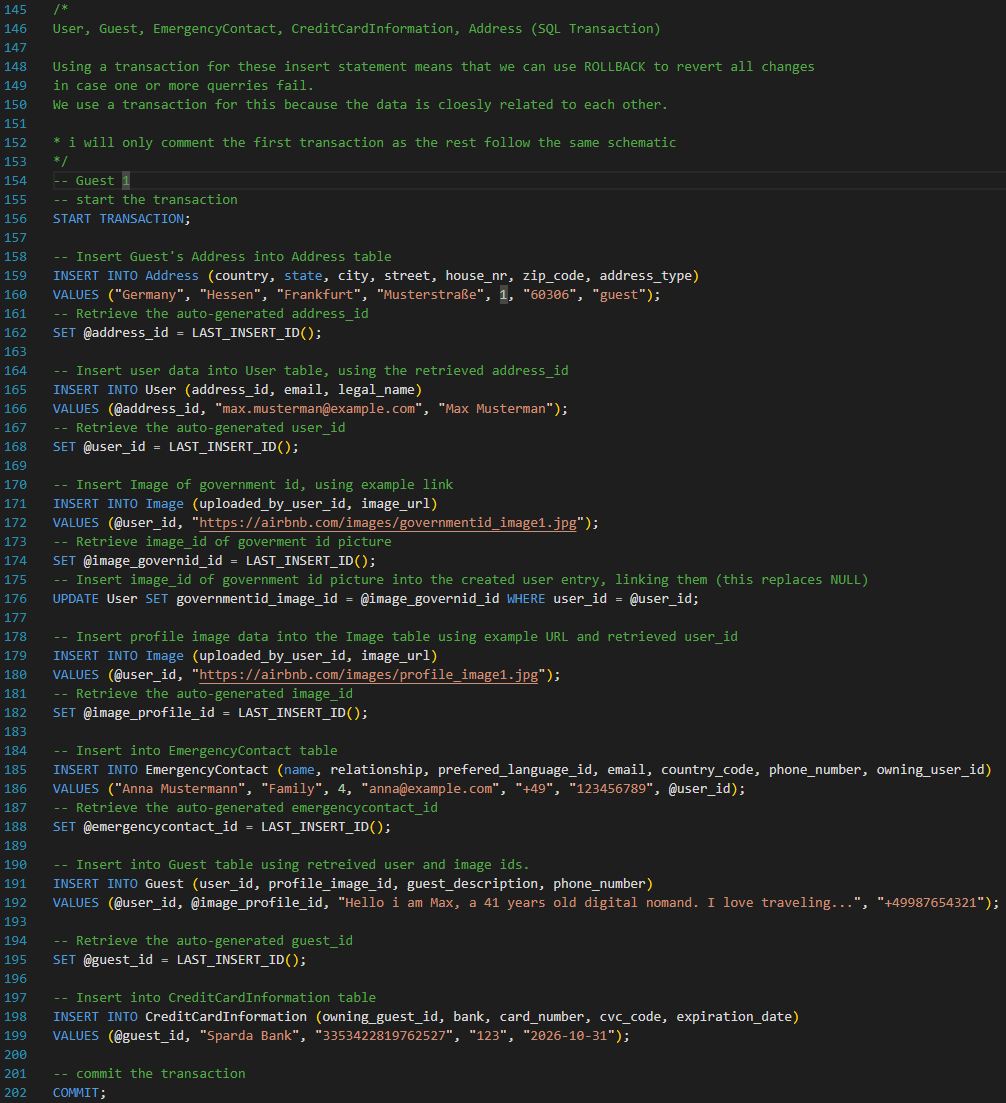 145 /*
146 User, Guest, EmergencyContact, CreditCardInformation, Address (SQL Transaction)
147
148 Using a transaction for these insert statement means that we can use ROLLBACK to revert all changes
149 in case one or more querries fail.
150 We use a transaction for this because the data is cloesly related to each other.
151
152 * i will only comment the first transaction as the rest follow the same schematic
153 */
154 -- Guest 1
155 -- start the transaction
156 START TRANSACTION;
157
158 -- Insert Guest's Address into Address table
159 INSERT INTO Address (country, state, city, street, house_nr, zip_code, address_type)
160 VALUES ("Germany", "Hessen", "Frankfurt", "Musterstraße", 1, "60306", "guest");
161 -- Retrieve the auto-generated address_id
162 SET @address_id = LAST_INSERT_ID();
163
164 -- Insert user data into User table, using the retrieved address_id
165 INSERT INTO User (address_id, email, legal_name)
166 VALUES (@address_id, "max.musterman@example.com", "Max Musterman");
167 -- Retrieve the auto-generated user_id
168 SET @user_id = LAST_INSERT_ID();
169
170 -- Insert Image of government id, using example link
171 INSERT INTO Image (uploaded_by_user_id, image_url)
172 VALUES (@user_id, "https://airbnb.com/images/governmentid_image1.jpg");
173 -- Retrieve image_id of goverment id picture
174 SET @image_governid_id = LAST_INSERT_ID();
175 -- Insert image_id of government id picture into the created user entry, linking them (this replaces NULL)
176 UPDATE User SET governmentid_image_id = @image_governid_id WHERE user_id = @user_id;
177
178 -- Insert profile image data into the Image table using example URL and retrieved user_id
179 INSERT INTO Image (uploaded_by_user_id, image_url)
180 VALUES (@user_id, "https://airbnb.com/images/profile_image1.jpg");
181 -- Retrieve the auto-generated image_id
182 SET @image_profile_id = LAST_INSERT_ID();
183
184 -- Insert into EmergencyContact table
185 INSERT INTO EmergencyContact (name, relationship, prefered_language_id, email, country_code, phone_number, owning_user_id)
186 VALUES ("Anna Mustermann", "Family", 4, "anna@example.com", "+49", "123456789", @user_id);
187 -- Retrieve the auto-generated emergencycontact_id
188 SET @emergencycontact_id = LAST_INSERT_ID();
189
190 -- Insert into Guest table using retreived user and image ids.
191 INSERT INTO Guest (user_id, profile_image_id, guest_description, phone_number)
192 VALUES (@user_id, @image_profile_id, "Hello i am Max, a 41 years old digital nomand. I love traveling...", "+49987654321");
193
194 -- Retrieve the auto-generated guest_id
195 SET @guest_id = LAST_INSERT_ID();
196
197 -- Insert into CreditCardInformation table
198 INSERT INTO CreditCardInformation (owning_guest_id, bank, card_number, cvc_code, expiration_date)
199 VALUES (@guest_id, "Sparda Bank", "3353422819762527", "123", "2026-10-31");
200
201 -- commit the transaction
202 COMMIT;